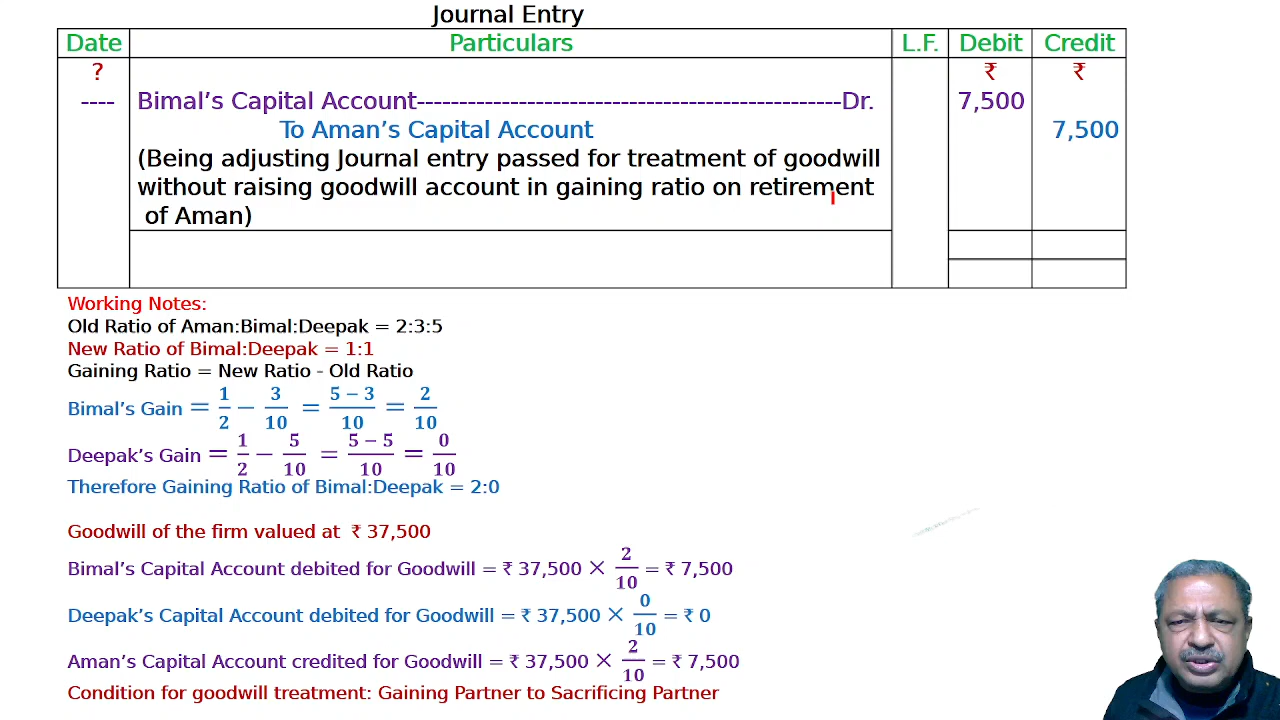 Journal Entry
Date Particulars L.F. Debit Credit
? ₹ ₹
---- Bimal’s Capital Account---------------------------------------------------Dr. 7,500
To Aman’s Capital Account 7,500
(Being adjusting Journal entry passed for treatment of goodwill
without raising goodwill account in gaining ratio on retirement
of Aman)
Working Notes:
Old Ratio of Aman:Bimal:Deepak = 2:3:5
New Ratio of Bimal:Deepak = 1:1
Gaining Ratio = New Ratio - Old Ratio
Bimal’s Gain = 1/2 − 3/10 = 5 − 3/10 = 2/10
Deepak’s Gain = 1/2 − 5/10 = 5 − 5/10 = 0/10
Therefore Gaining Ratio of Bimal:Deepak = 2:0
Goodwill of the firm valued at ₹ 37,500
Bimal’s Capital Account debited for Goodwill = ₹ 37,500 × 2/10 = ₹ 7,500
Deepak’s Capital Account debited for Goodwill = ₹ 37,500 × 0/10 = ₹ 0
Aman’s Capital Account credited for Goodwill = ₹ 37,500 × 2/10 = ₹ 7,500
Condition for goodwill treatment: Gaining Partner to Sacrificing Partner